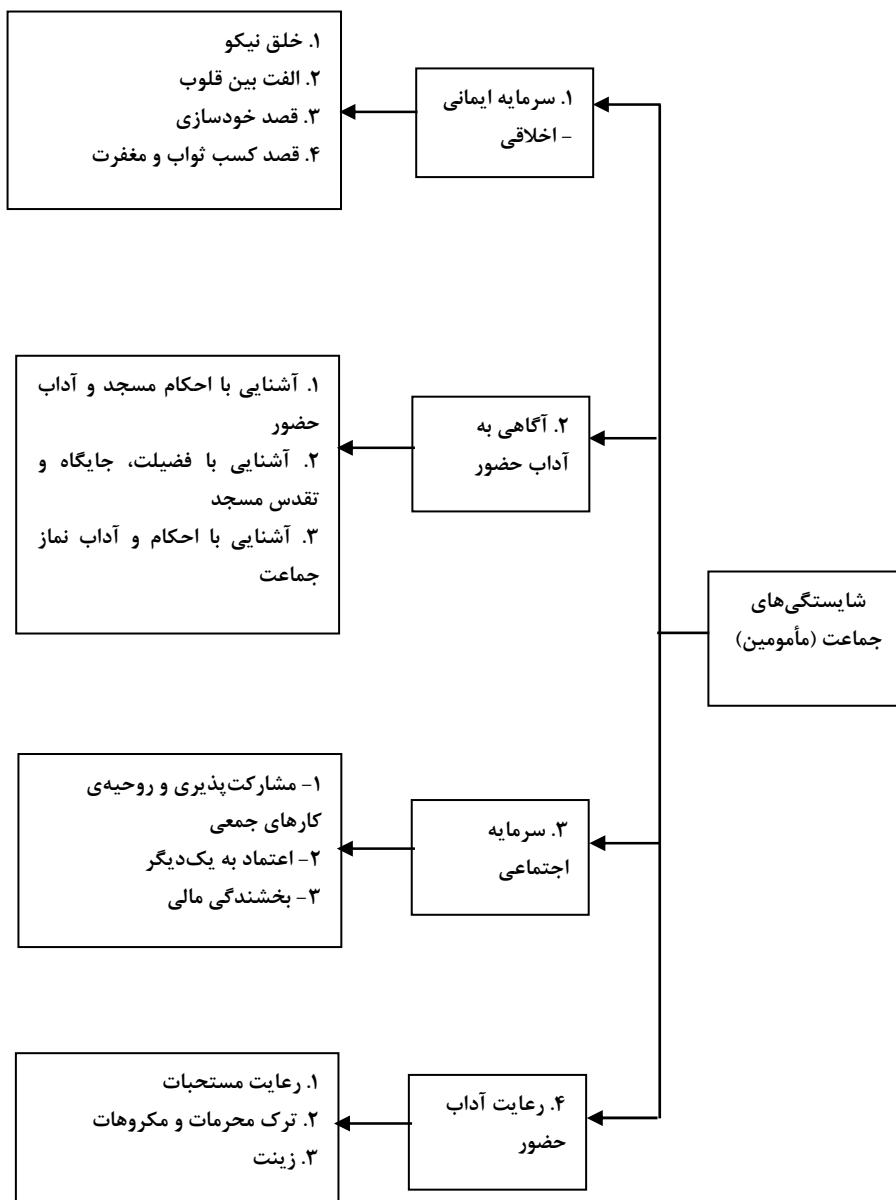 شایستگی‌های
جماعت (مأمومین)
۱. سرمایه ایمانی
- اخلاقی
۱. خلق نیکو
۲. الفت بین قلوب
۳. قصد خودسازی
۴. قصد کسب ثواب و مغفرت
۲. آگاهی به
آداب حضور
۱. آشنایی با احکام مسجد و آداب
حضور
۲. آشنایی با فضیلت، جایگاه و
تقدس مسجد
۳. آشنایی با احکام و آداب نماز
جماعت
۳. سرمایه
اجتماعی
۱- مشارکت‌پذیری و روحیه‌ی
کارهای جمعی
۲- اعتماد به یک‌دیگر
۳- بخشندگی مالی
۴. رعایت آداب
حضور
۱. رعایت مستحبات
۲. ترک محرمات و مکروهات
۳. زینت